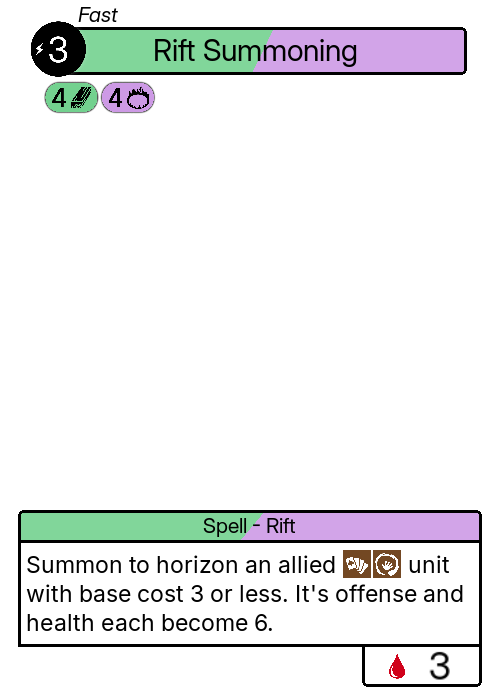 Fast
3 Rift Summoning
4 4
Spell - Rift
Summon to horizon an allied unit
with base cost 3 or less. It's offense and
health each become 6.
3